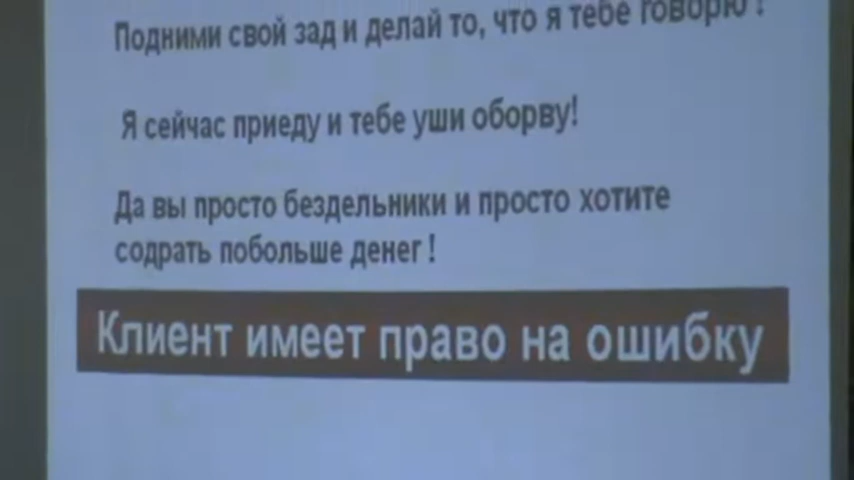 Подними свой зад и делай то, что я тебе говорю !
Я сейчас приеду и тебе уши оборву!
Да вы просто бездельники и просто хотите
содрать побольше денег !
Клиент имеет право на ошибку